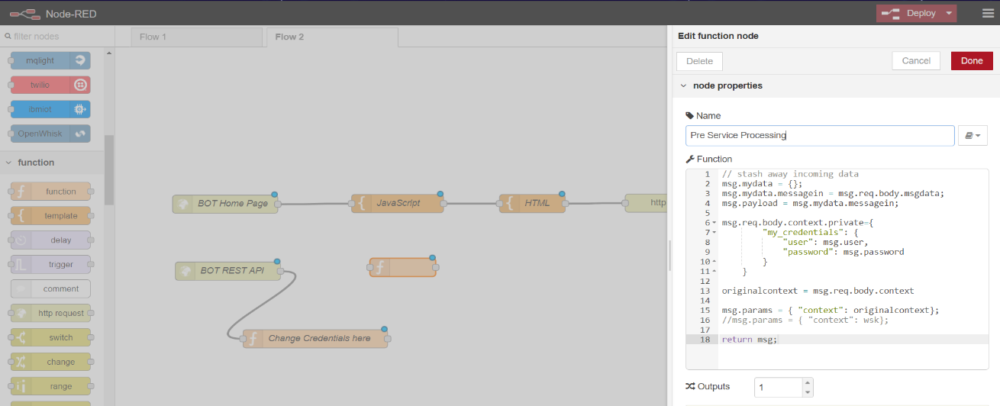 Node-RED
Deploy
filter nodes
Flow 1
Flow 2
mqlight
twilio
ibmiot
OpenWhisk
function
function
template
delay
trigger
comment
http request
switch
change
range
BOT Home Page
JavaScript
HTML
http
BOT REST API
Change Credentials here
Edit function node
Delete
Cancel
Done
node properties
Name
Pre Service Processing
Function
1 // stash away incoming data
2 msg.mydata = {};
3 msg.mydata.messagein = msg.req.body.msgdata;
4 msg.payload = msg.mydata.messagein;
5
6 msg.req.body.context.private={
7 "my_credentials": {
8 "user": msg.user,
9 "password": msg.password
10 }
11 }
12
13 originalcontext = msg.req.body.context
14
15 msg.params = { "context": originalcontext};
16 //msg.params = { "context": wsk};
17
18 return msg;
Outputs
1